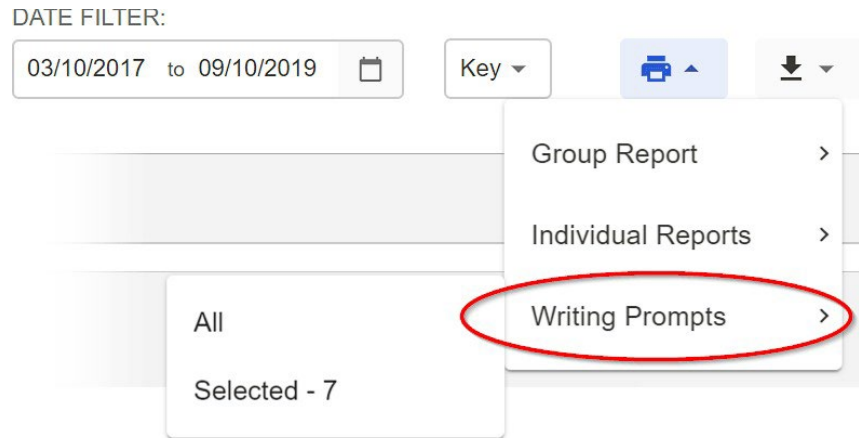 DATE FILTER:
03/10/2017 to 09/10/2019 Key
Group Report
Individual Reports
Writing Prompts
All
Selected - 7